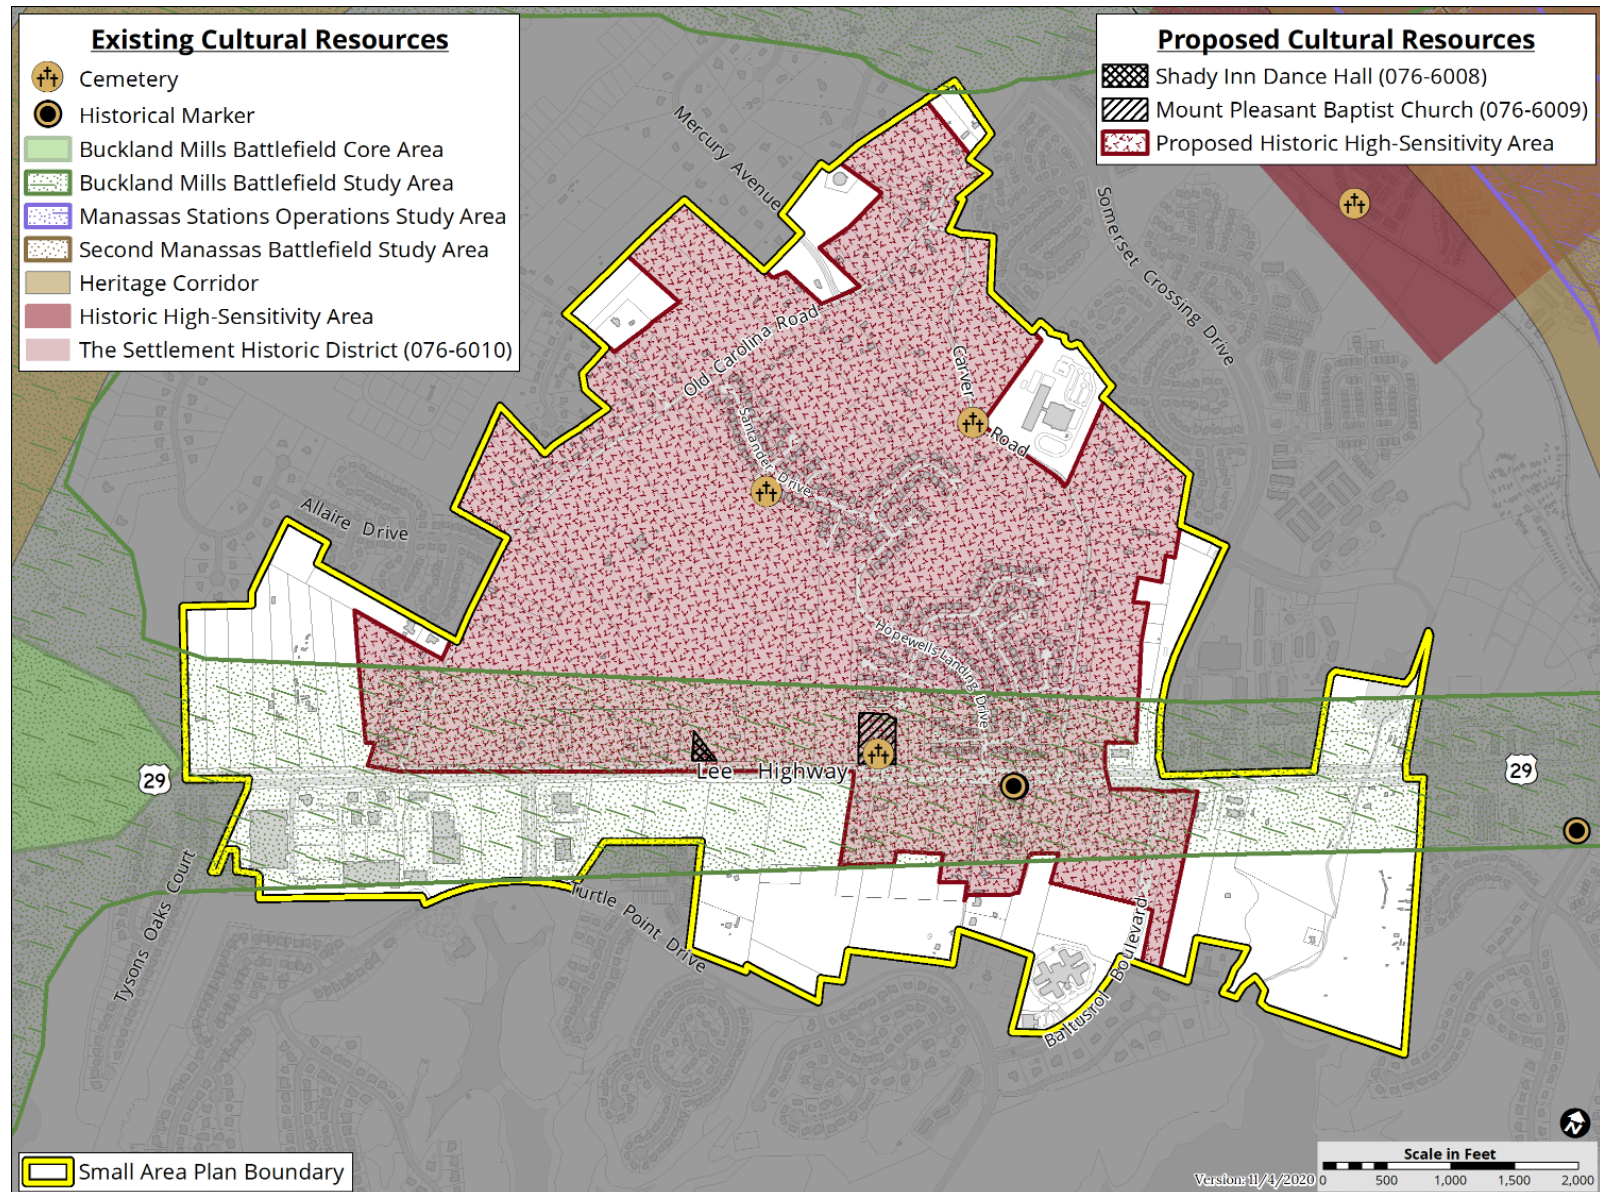 Existing Cultural Resources
Cemetery
Historical Marker
Buckland Mills Battlefield Core Area
Buckland Mills Battlefield Study Area
Manassas Stations Operations Study Area
Second Manassas Battlefield Study Area
Heritage Corridor
Historic High-Sensitivity Area
The Settlement Historic District (076-6010)
Proposed Cultural Resources
Shady Inn Dance Hall (076-6008)
Mount Pleasant Baptist Church (076-6009)
Proposed Historic High-Sensitivity Area
Mercury Avenue
Somerset Crossing Drive
Old Carolina Road
Carver Road
Santander Drive
Allaire Drive
Hopewells Landing Drive
Lee Highway
29
29
Tysons Oaks Court
Turtle Point Drive
Baltusrol Boulevard
N
Small Area Plan Boundary
Version: 11/4/2020
Scale in Feet
0 500 1,000 1,500 2,000